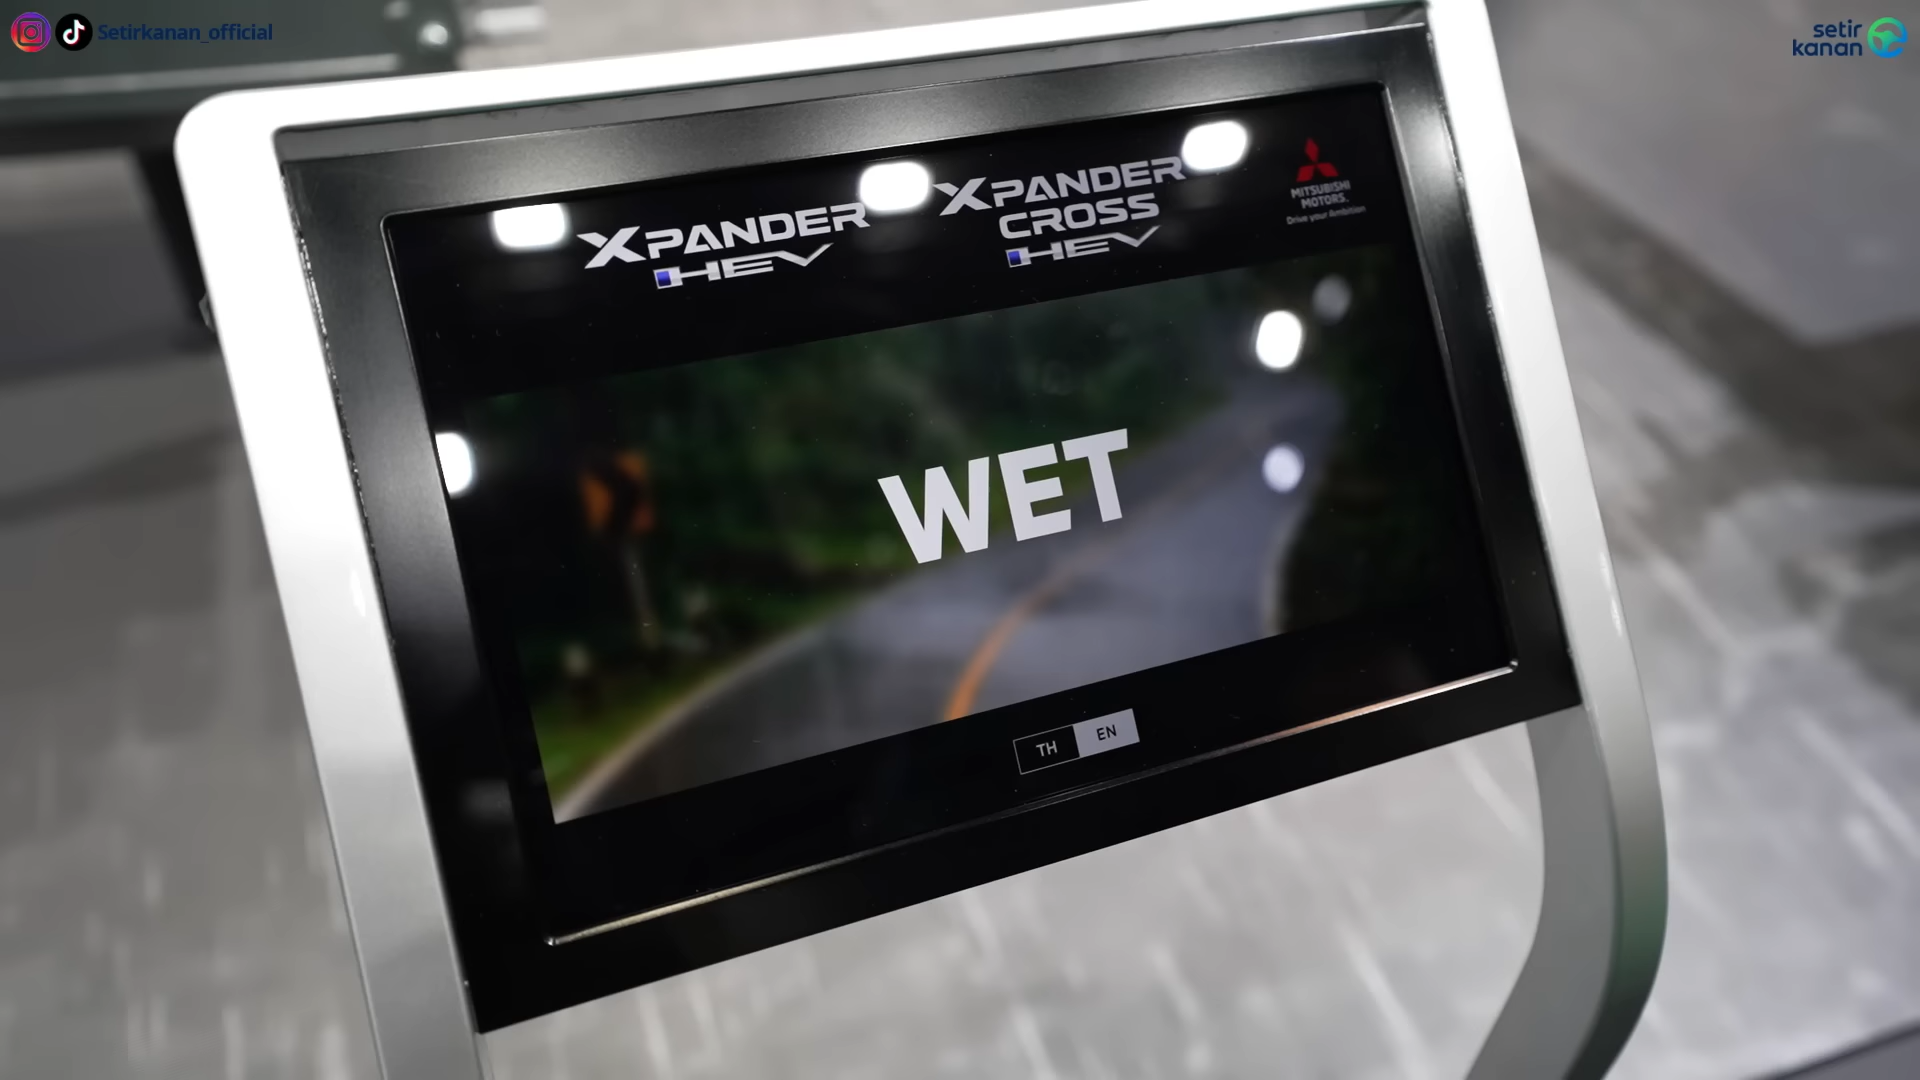 Setirkanan_official
setir
kanan
XPANDER
HEV
XPANDER
CROSS
HEV
MITSUBISHI
MOTORS.
Drive your Ambition
WET
TH
EN